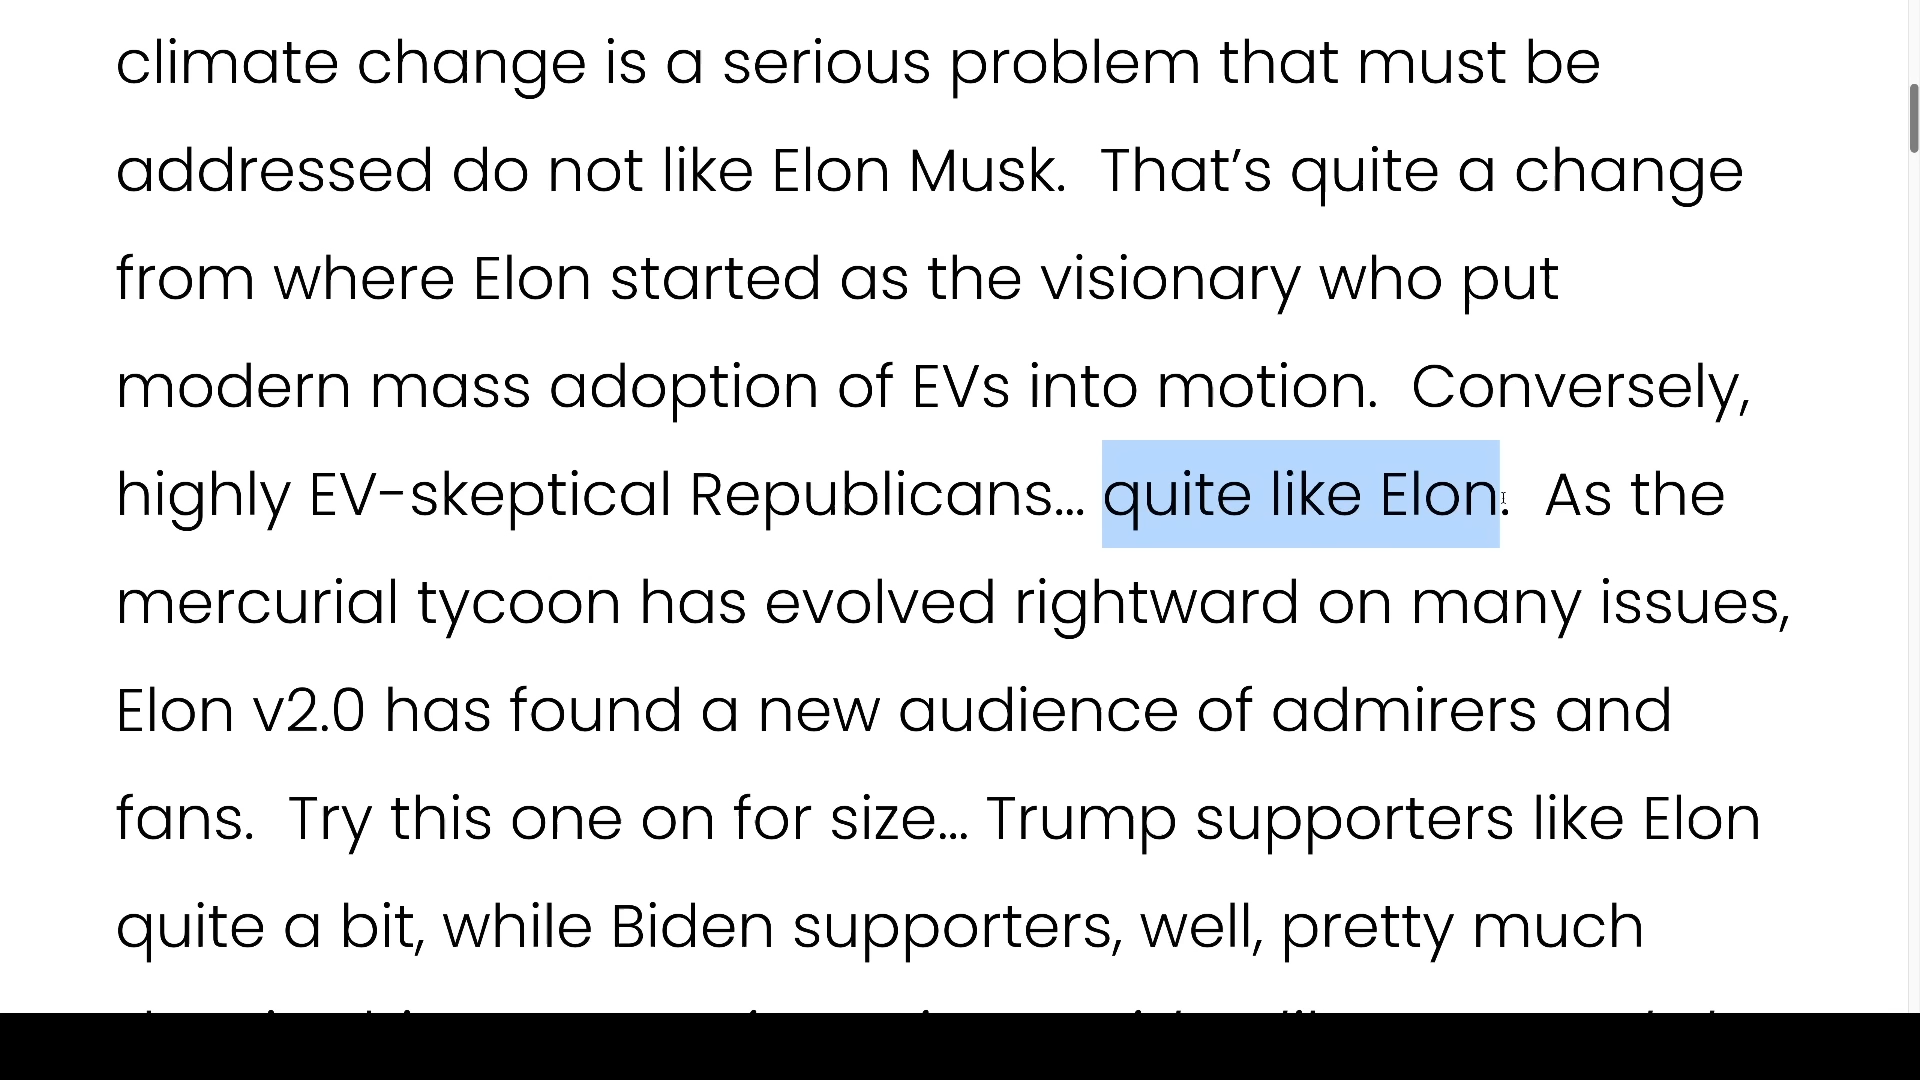 climate change is a serious problem that must be
addressed do not like Elon Musk.  That’s quite a change
from where Elon started as the visionary who put
modern mass adoption of EVs into motion.  Conversely,
highly EV-skeptical Republicans… quite like Elon.  As the
mercurial tycoon has evolved rightward on many issues,
Elon v2.0 has found a new audience of admirers and
fans.  Try this one on for size… Trump supporters like Elon
quite a bit, while Biden supporters, well, pretty much